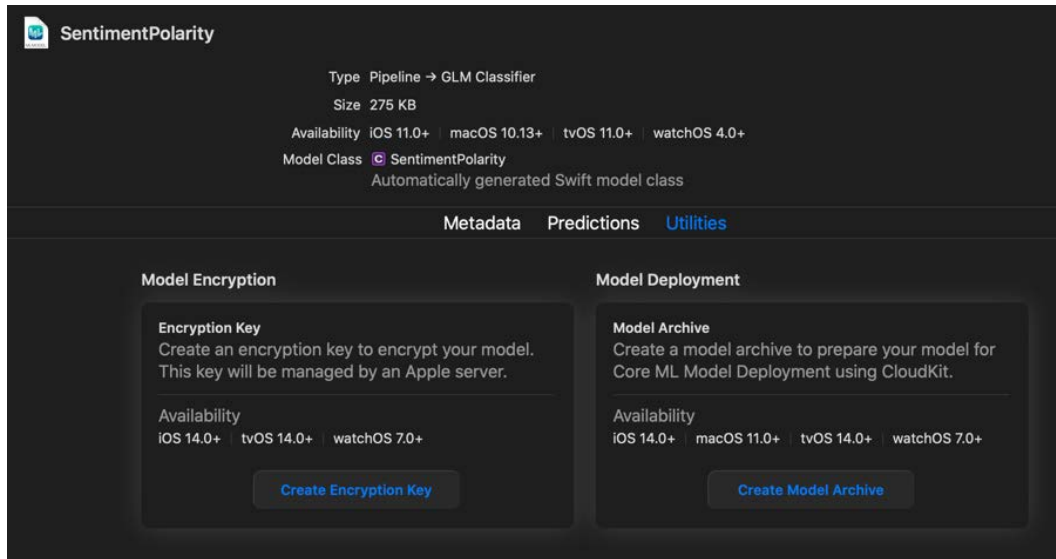 SentimentPolarity
Type Pipeline → GLM Classifier
Size 275 KB
Availability iOS 11.0+ macOS 10.13+ tvOS 11.0+ watchOS 4.0+
Model Class C SentimentPolarity
Automatically generated Swift model class
Metadata Predictions Utilities
Model Encryption
Encryption Key
Create an encryption key to encrypt your model.
This key will be managed by an Apple server.
Availability
iOS 14.0+ tvOS 14.0+ watchOS 7.0+
Create Encryption Key
Model Deployment
Model Archive
Create a model archive to prepare your model for
Core ML Model Deployment using CloudKit.
Availability
iOS 14.0+ macOS 11.0+ tvOS 14.0+ watchOS 7.0+
Create Model Archive